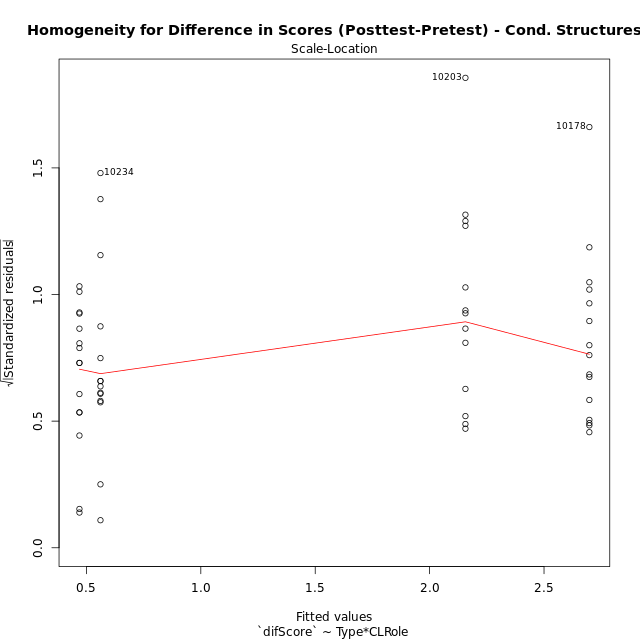 Homogeneity for Difference in Scores (Posttest-Pretest) - Cond. Structures
Scale-Location
10203
10178
10234
√|Standardized residuals|
0.0
0.5
1.0
1.5
0.5 1.0 1.5 2.0 2.5
Fitted values
`difScore` ~ Type*CLRole